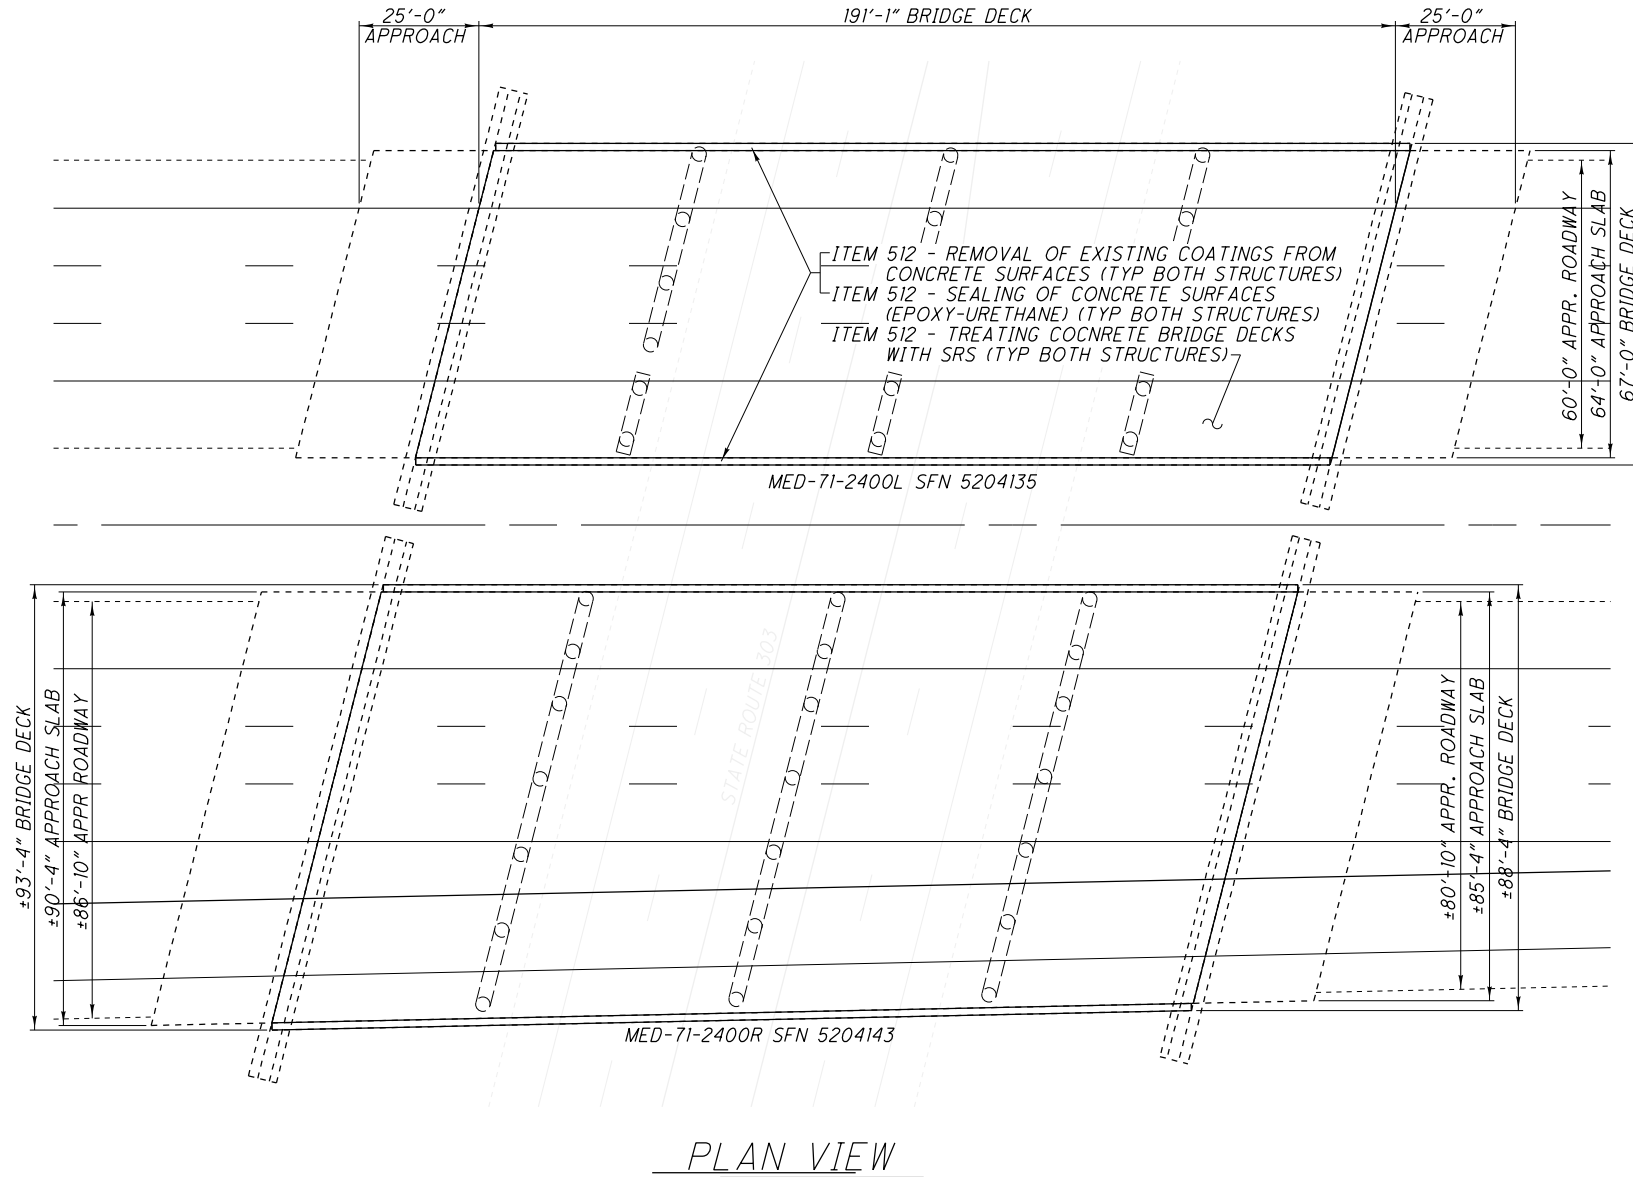 25'-0"
APPROACH
191'-1" BRIDGE DECK
25'-0"
APPROACH
ITEM 512 - REMOVAL OF EXISTING COATINGS FROM
CONCRETE SURFACES (TYP BOTH STRUCTURES)
ITEM 512 - SEALING OF CONCRETE SURFACES
(EPOXY-URETHANE) (TYP BOTH STRUCTURES)
ITEM 512 - TREATING COCNRETE BRIDGE DECKS
WITH SRS (TYP BOTH STRUCTURES)
60'-0" APPR. ROADWAY
64'-0" APPROACH SLAB
67'-0" BRIDGE DECK
MED-71-2400L SFN 5204135
±93'-4" BRIDGE DECK
±90'-4" APPROACH SLAB
±86'-10" APPR ROADWAY
STATE ROUTE 303
±80'-10" APPR. ROADWAY
±85'-4" APPROACH SLAB
±88'-4" BRIDGE DECK
MED-71-2400R SFN 5204143
PLAN VIEW